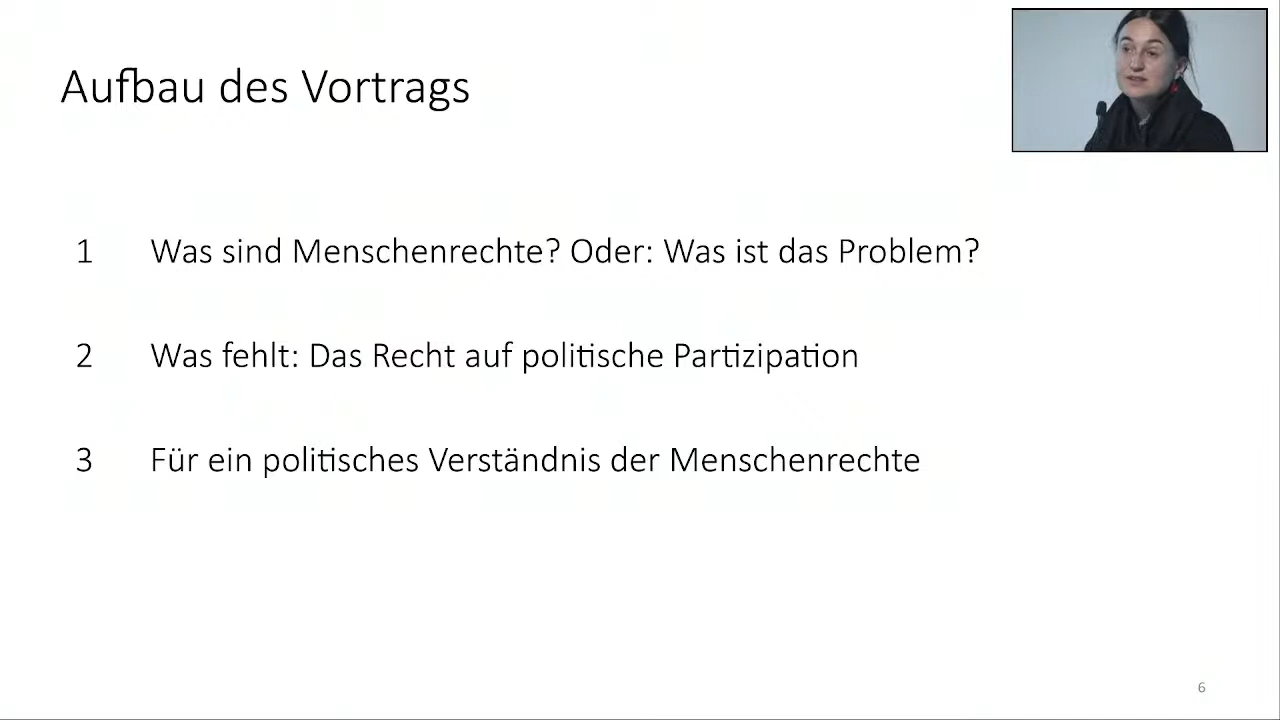 Aufbau des Vortrags
1 Was sind Menschenrechte? Oder: Was ist das Problem?
2 Was fehlt: Das Recht auf politische Partizipation
3 Für ein politisches Verständnis der Menschenrechte
6